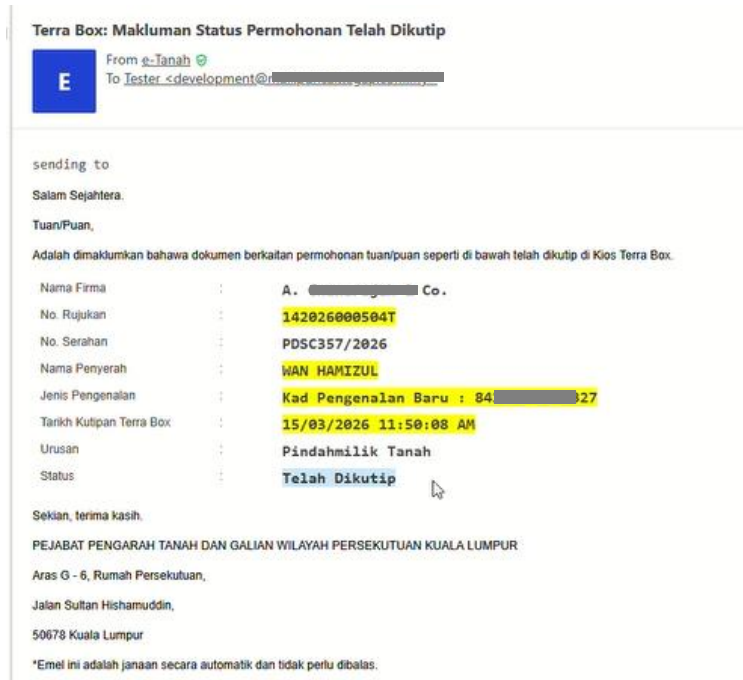 Terra Box: Makluman Status Permohonan Telah Dikutip
E
From e-Tanah
To Tester <development@
sending to
Salam Sejahtera.
Tuan/Puan,
Adalah dimaklumkan bahawa dokumen berkaitan permohonan tuan/puan seperti di bawah telah dikutip di Kios Terra Box.
Nama Firma : A. Co.
No. Rujukan : 142026000504T
No. Serahan : PDSC357/2026
Nama Penyerah : WAN HAMIZUL
Jenis Pengenalan : Kad Pengenalan Baru : 84 327
Tarikh Kutipan Terra Box : 15/03/2026 11:50:08 AM
Urusan : Pindahmilik Tanah
Status : Telah Dikutip
Sekian, terima kasih.
PEJABAT PENGARAH TANAH DAN GALIAN WILAYAH PERSEKUTUAN KUALA LUMPUR
Aras G - 6, Rumah Persekutuan,
Jalan Sultan Hishamuddin,
50678 Kuala Lumpur
*Emel ini adalah janaan secara automatik dan tidak perlu dibalas.